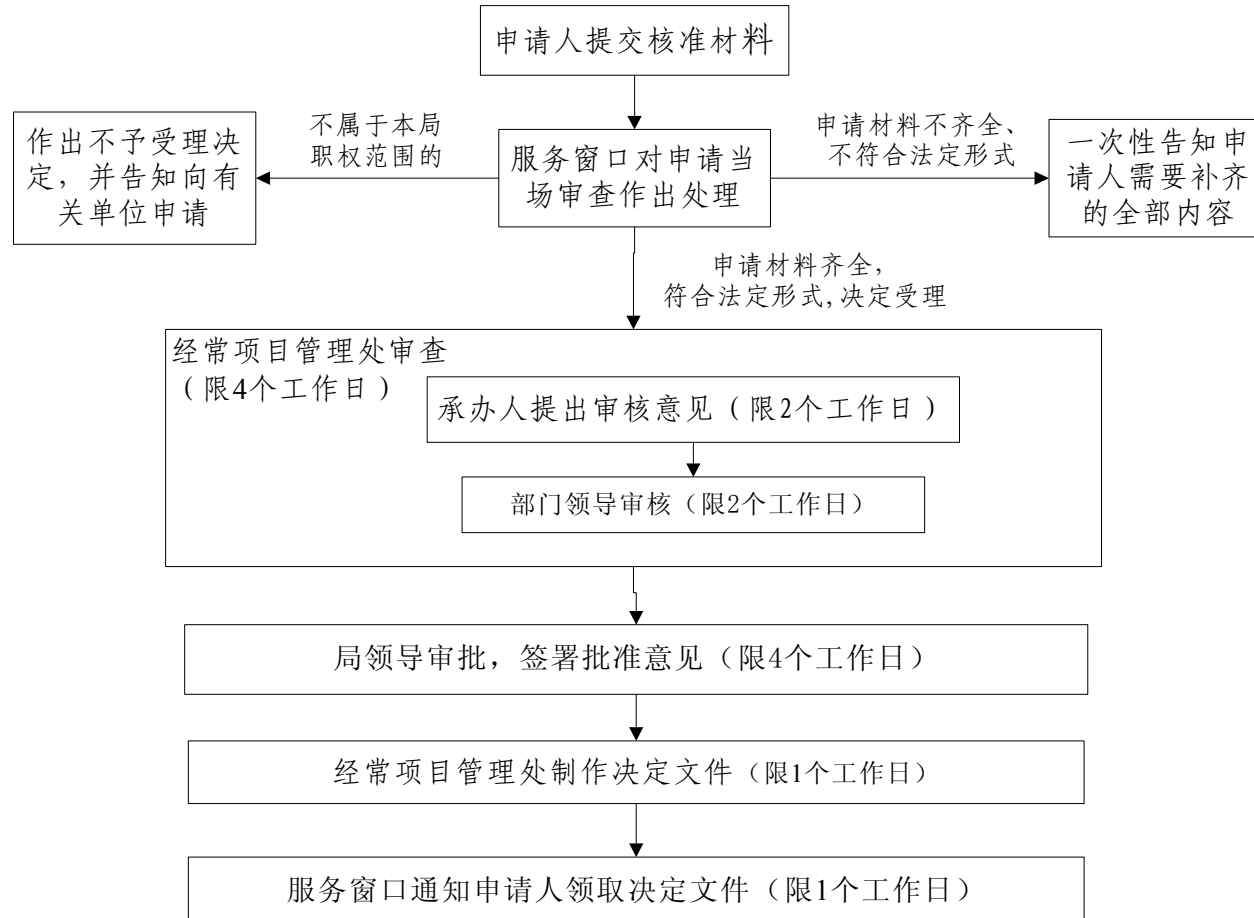 申请人提交核准材料
不属于本局
职权范围的
申请材料不齐全、
不符合法定形式
作出不予受理决
定，并告知向有
关单位申请
服务窗口对申请当
场审查作出处理
一次性告知申
请人需要补齐
的全部内容
申请材料齐全，
符合法定形式,决定受理
经常项目管理处审查
（限4个工作日）
承办人提出审核意见（限2个工作日）
部门领导审核（限2个工作日）
局领导审批，签署批准意见（限4个工作日）
经常项目管理处制作决定文件（限1个工作日）
服务窗口通知申请人领取决定文件（限1个工作日）